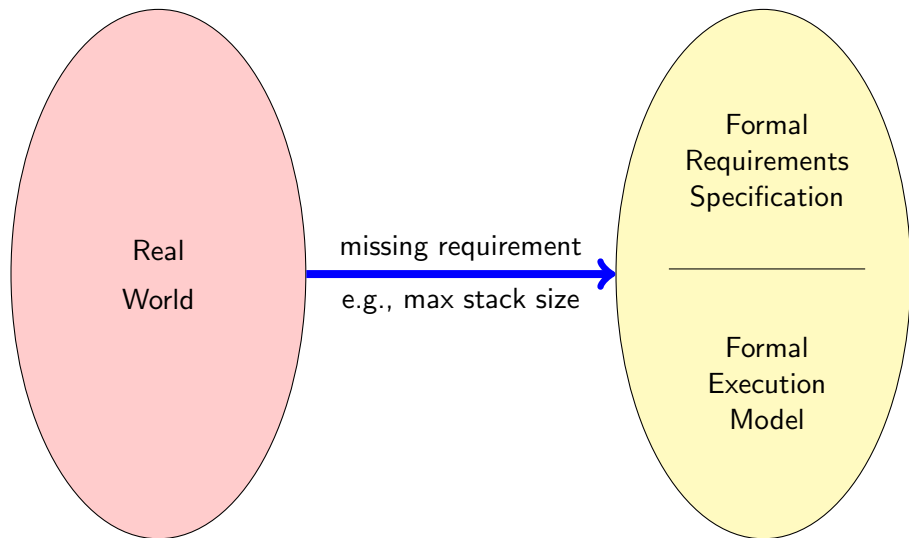 Real
World
missing requirement
e.g., max stack size
Formal
Requirements
Specification
Formal
Execution
Model